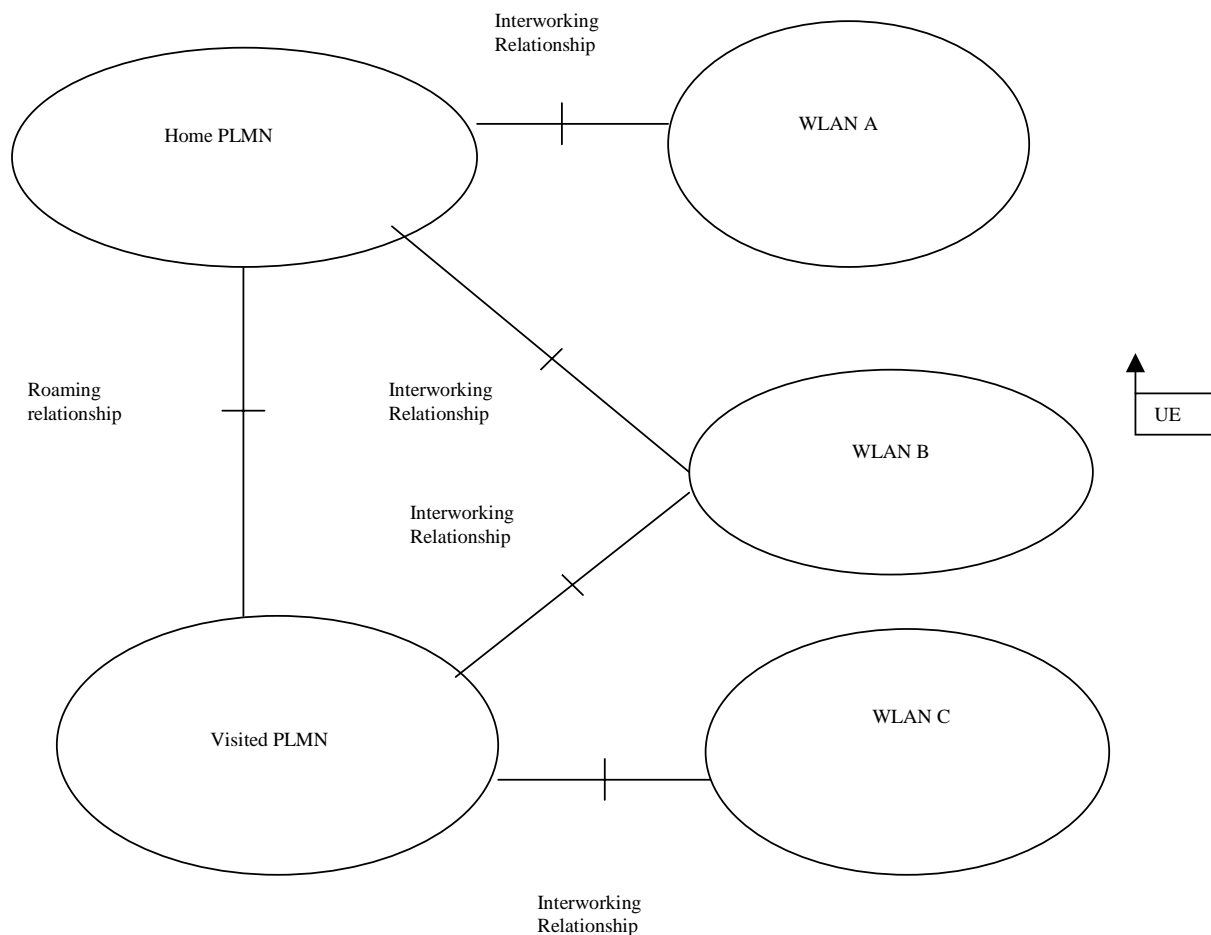 Interworking
Relationship
Home PLMN
WLAN A
Roaming
relationship
Interworking
Relationship
UE
WLAN B
Interworking
Relationship
Visited PLMN
WLAN C
Interworking
Relationship